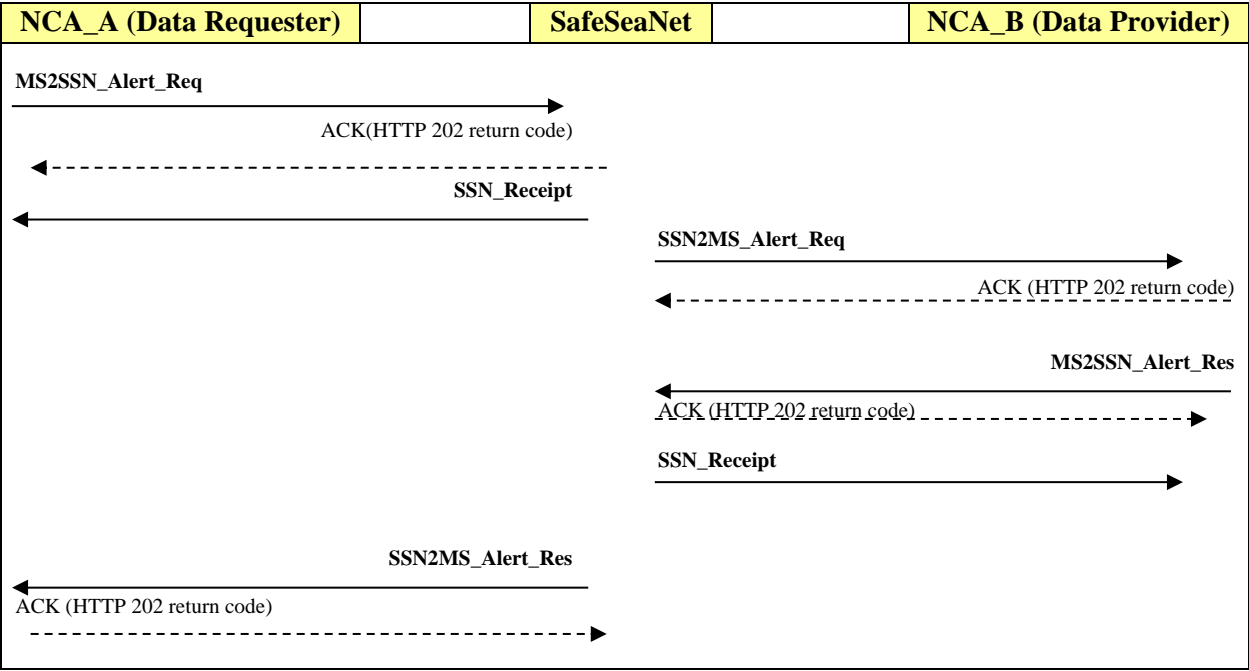 NCA_A (Data Requester) SafeSeaNet NCA_B (Data Provider)
MS2SSN_Alert_Req
ACK(HTTP 202 return code)
SSN_Receipt
SSN2MS_Alert_Req
ACK (HTTP 202 return code)
MS2SSN_Alert_Res
ACK (HTTP 202 return code)
SSN_Receipt
SSN2MS_Alert_Res
ACK (HTTP 202 return code)